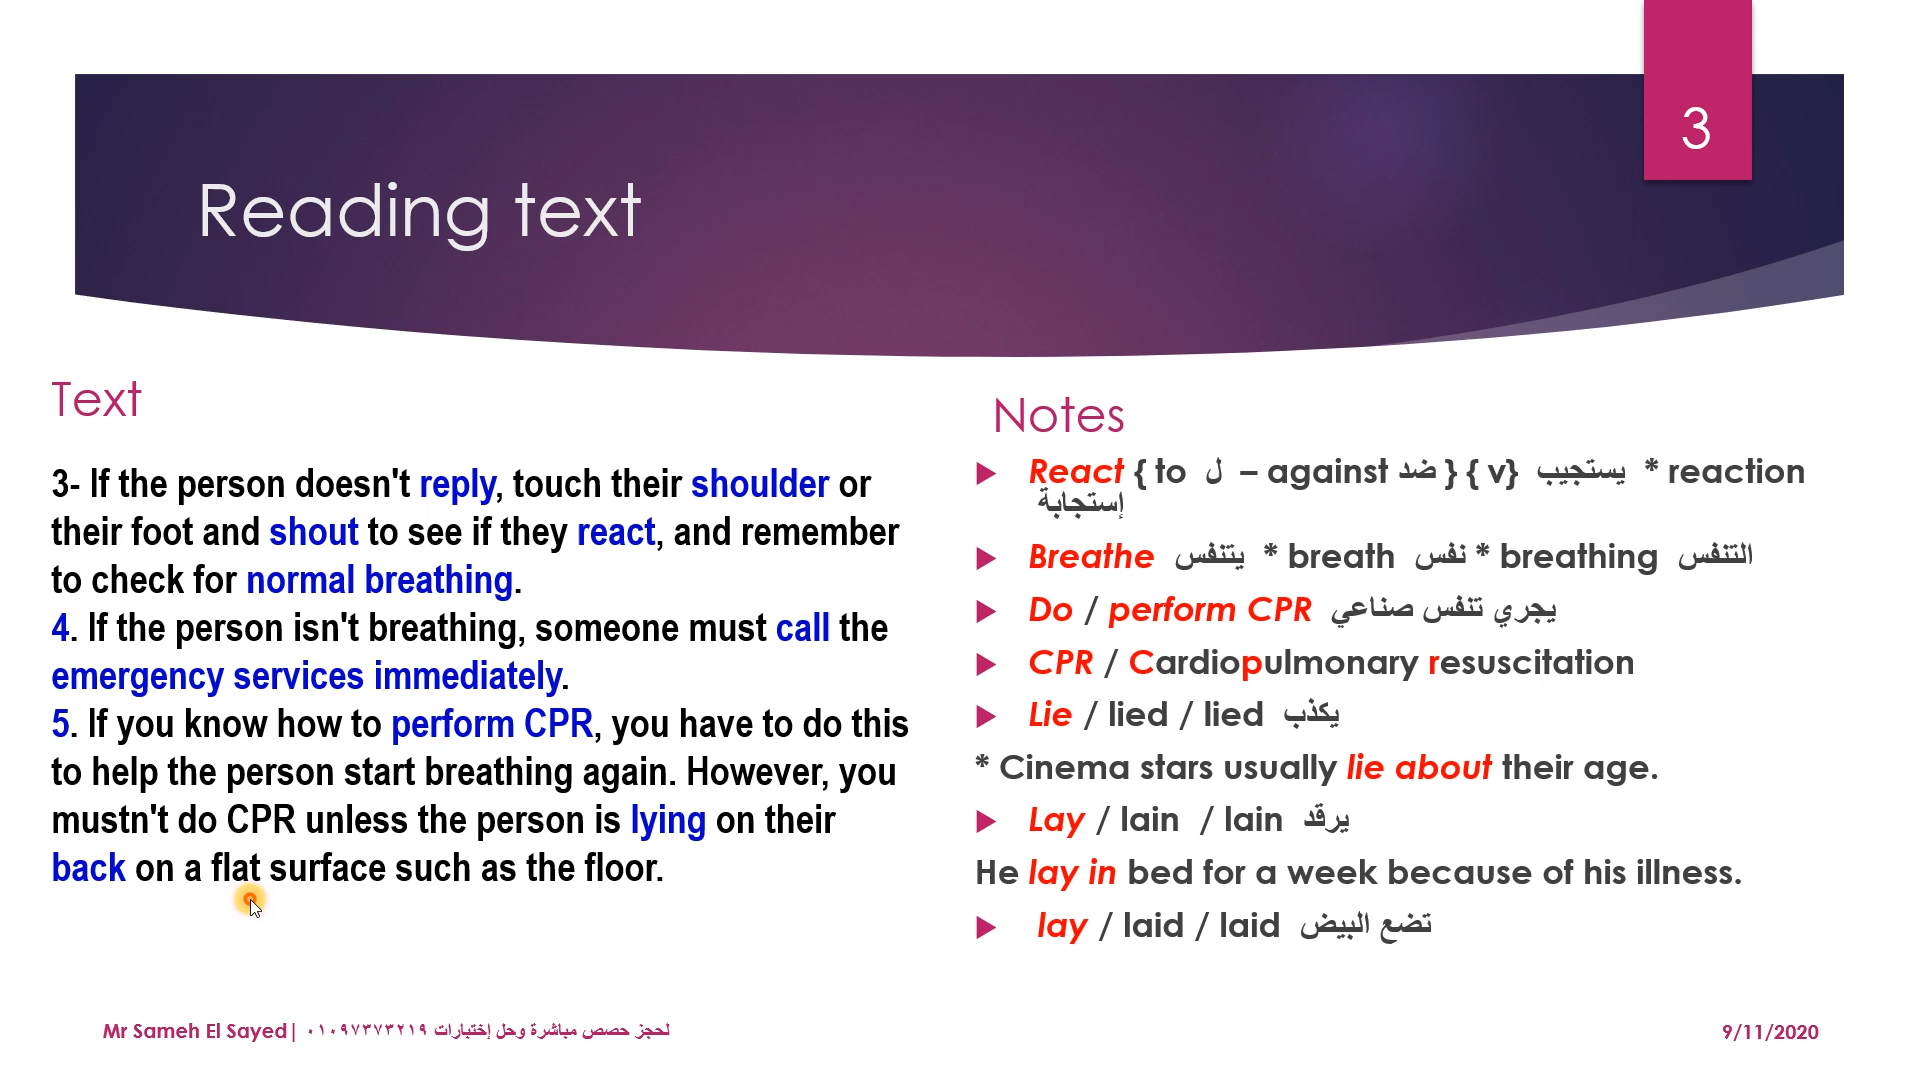 3
Reading text
Text
3- If the person doesn't reply, touch their shoulder or
their foot and shout to see if they react, and remember
to check for normal breathing.
4. If the person isn't breathing, someone must call the
emergency services immediately.
5. If you know how to perform CPR, you have to do this
to help the person start breathing again. However, you
mustn't do CPR unless the person is lying on their
back on a flat surface such as the floor.
Notes
React { to ل – against ضد } { v} يستجيب * reaction
إستجابة
Breathe يتنفس * breath نفس * breathing التنفس
Do / perform CPR يجري تنفس صناعي
CPR / Cardiopulmonary resuscitation
Lie / lied / lied يكذب
* Cinema stars usually lie about their age.
Lay / lain / lain يرقد
He lay in bed for a week because of his illness.
lay / laid / laid تضع البيض
Mr Sameh El Sayed| لحجز حصص مباشرة وحل إختبارات ٠١٠٩٧٣٧٣٢١٩
9/11/2020